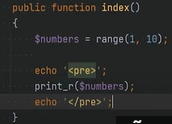 public function index()
{
$numbers = range(1, 10);
echo '<pre>';
print_r($numbers);
echo '</pre>';
}